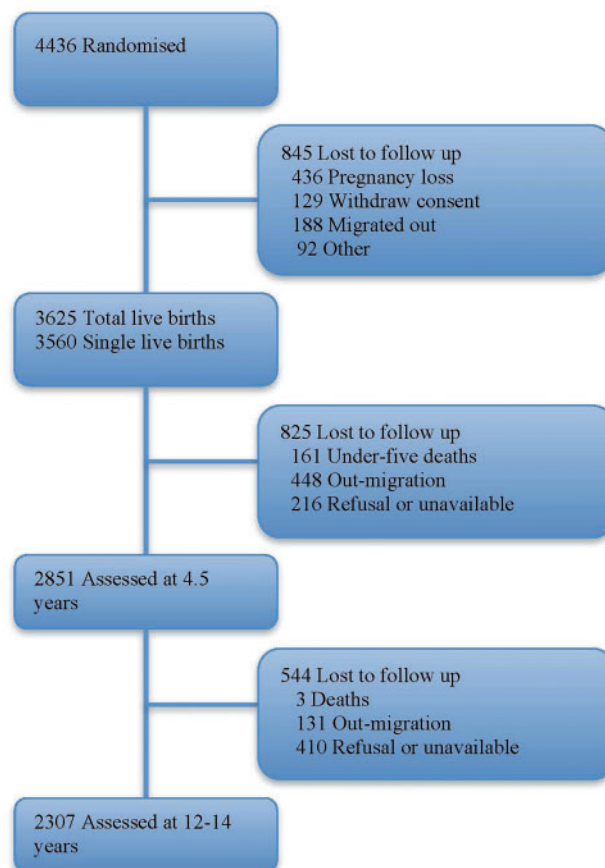 4436 Randomised
845 Lost to follow up
436 Pregnancy loss
129 Withdraw consent
188 Migrated out
92 Other
3625 Total live births
3560 Single live births
825 Lost to follow up
161 Under-five deaths
448 Out-migration
216 Refusal or unavailable
2851 Assessed at 4.5
years
544 Lost to follow up
3 Deaths
131 Out-migration
410 Refusal or unavailable
2307 Assessed at 12-14
years